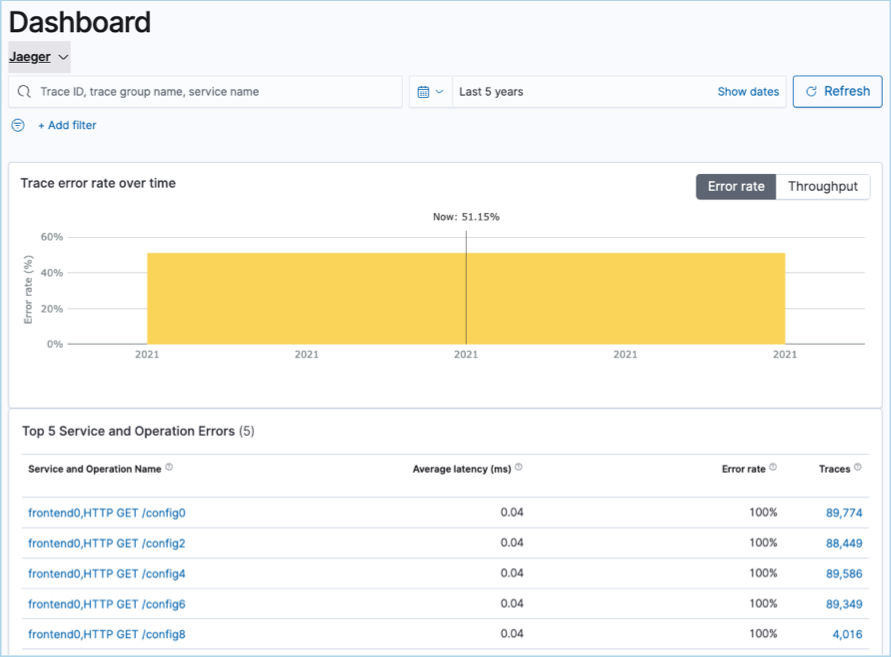 Dashboard
Jaeger
Trace ID, trace group name, service name
Last 5 years
Show dates
Refresh
+ Add filter
Trace error rate over time
Error rate
Throughput
Now: 51.15%
60%
40%
20%
0%
Error rate (%)
2021 2021 2021 2021 2021
Top 5 Service and Operation Errors (5)
Service and Operation Name Average latency (ms) Error rate Traces
frontend0,HTTP GET /config0 0.04 100% 89,774
frontend0,HTTP GET /config2 0.04 100% 88,449
frontend0,HTTP GET /config4 0.04 100% 89,586
frontend0,HTTP GET /config6 0.04 100% 89,349
frontend0,HTTP GET /config8 0.04 100% 4,016